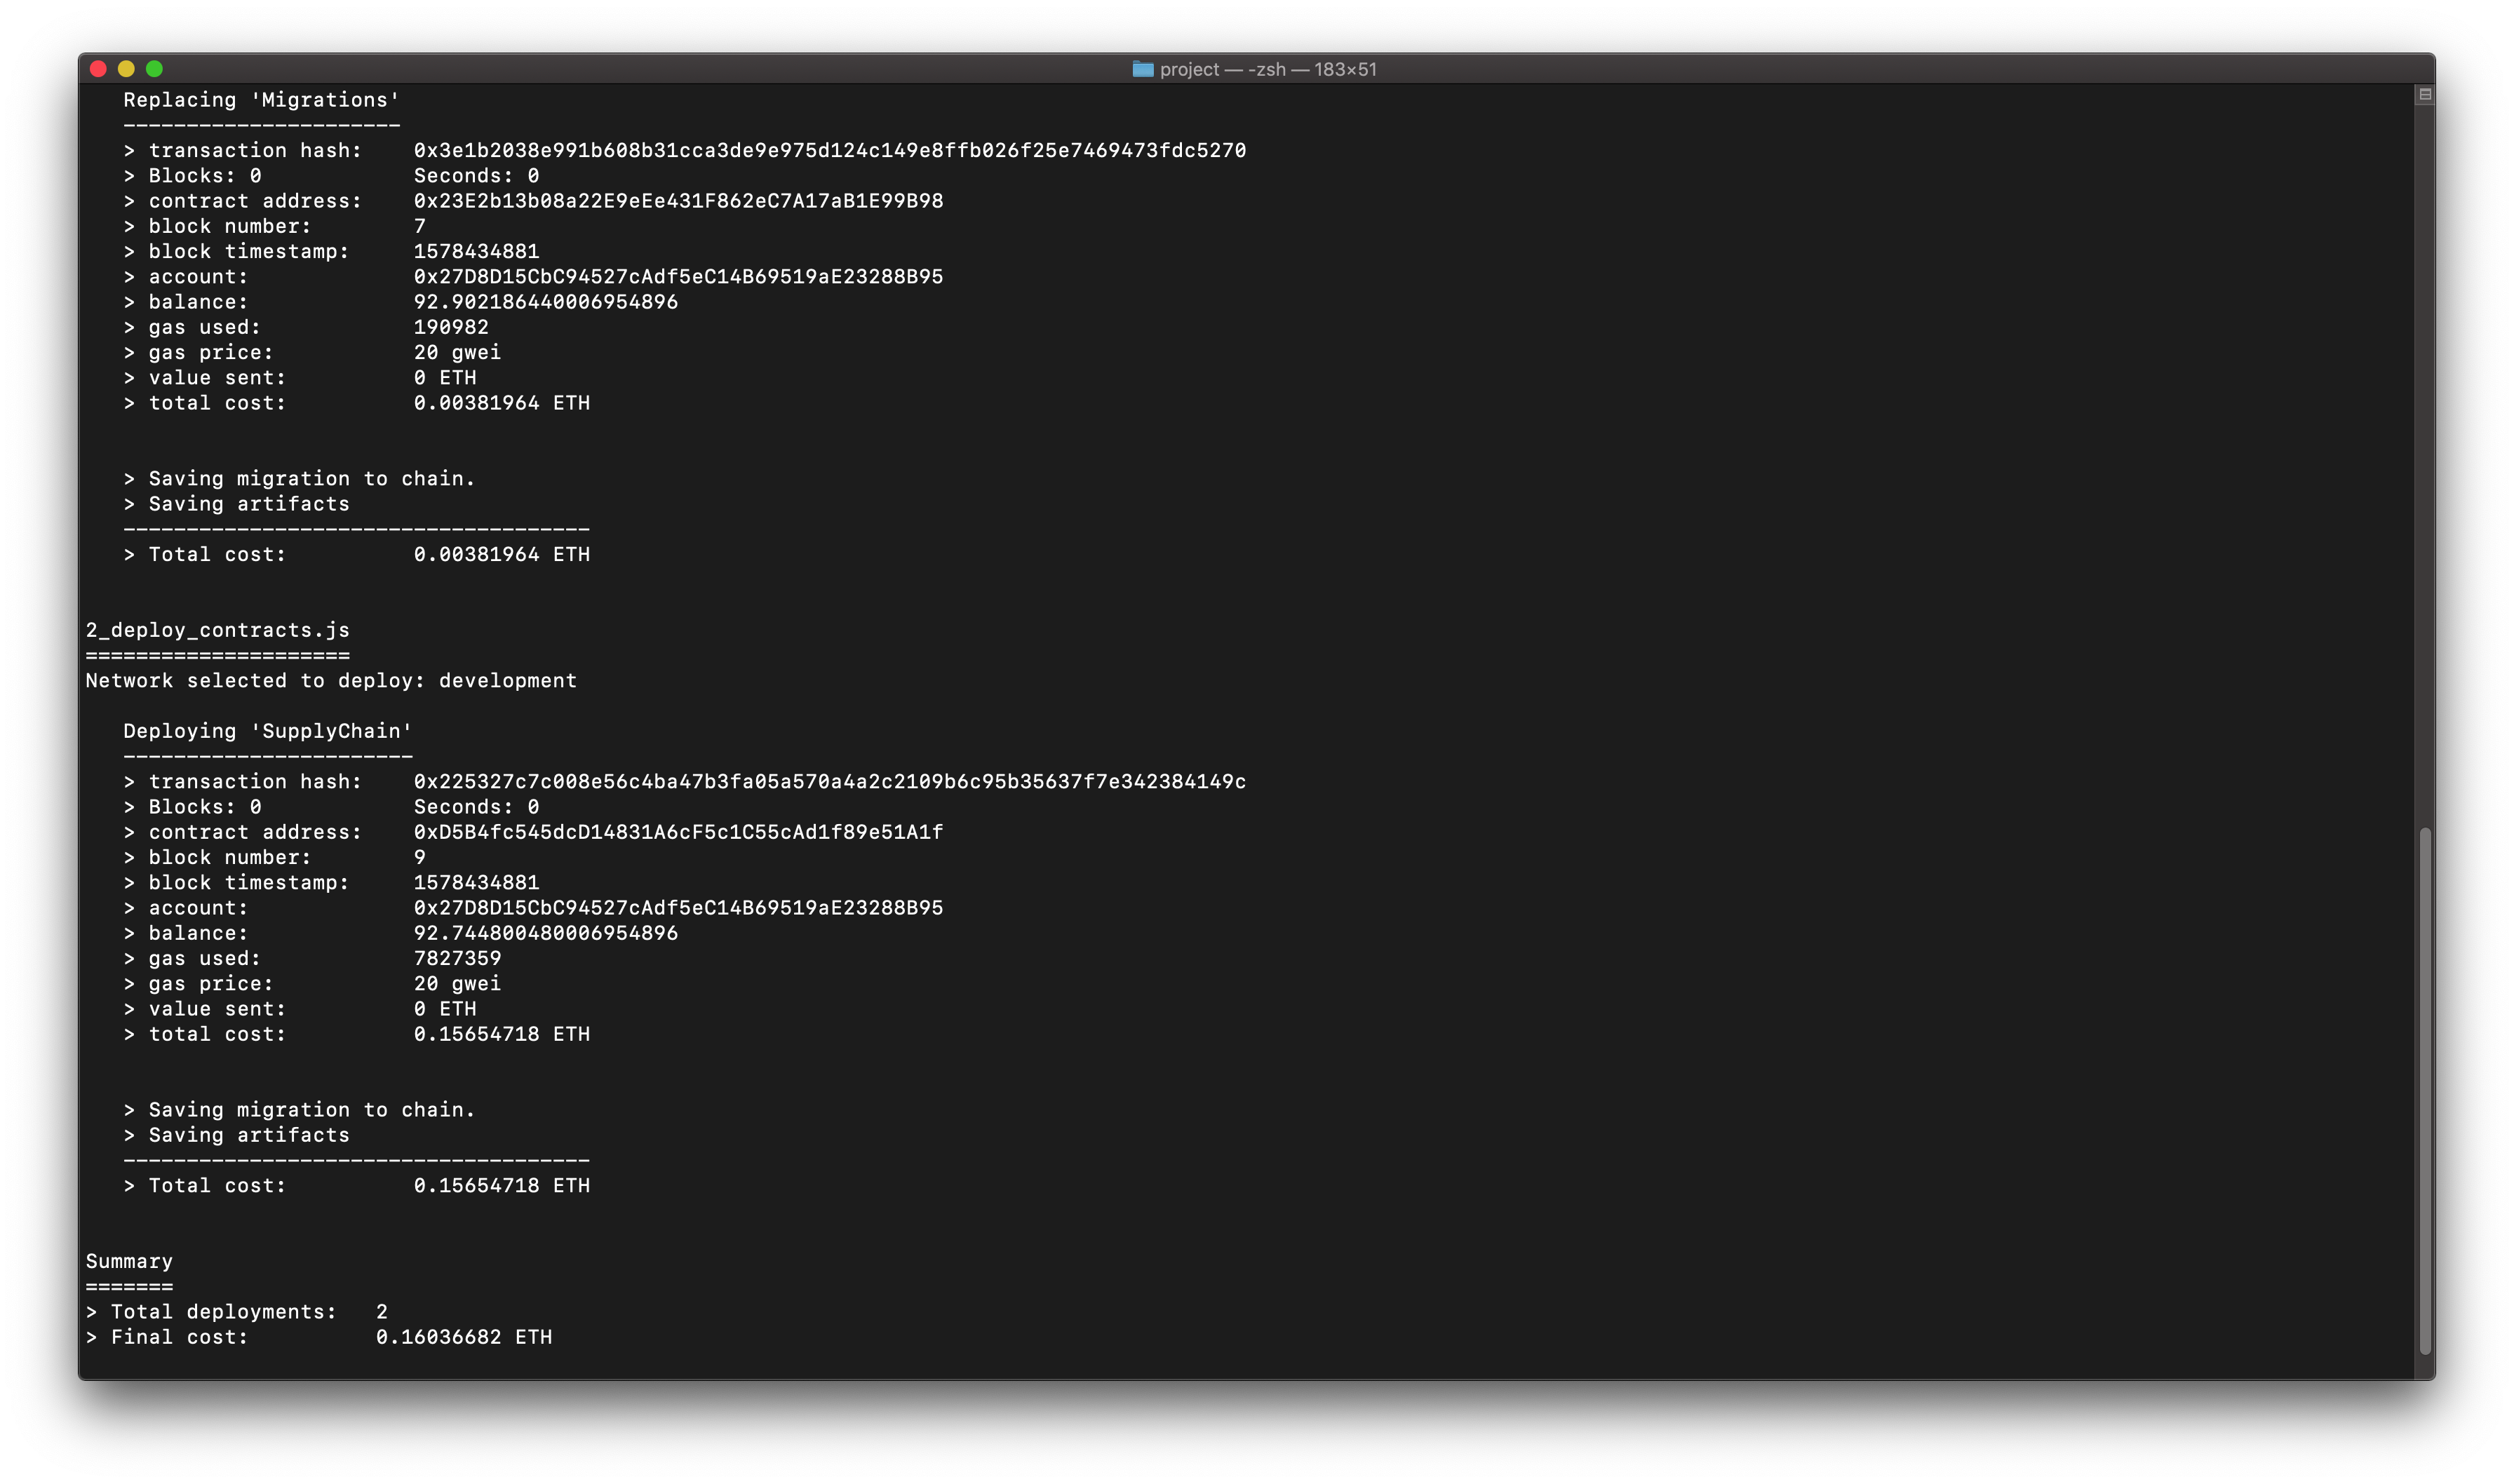 project — -zsh — 183×51
Replacing 'Migrations'
----------------------
> transaction hash:    0x3e1b2038e991b608b31cca3de9e975d124c149e8ffb026f25e7469473fdc5270
> Blocks: 0            Seconds: 0
> contract address:    0x23E2b13b08a22E9eEe431F862eC7A17aB1E99B98
> block number:        7
> block timestamp:     1578434881
> account:             0x27D8D15CbC94527cAdf5eC14B69519aE23288B95
> balance:             92.902186440006954896
> gas used:            190982
> gas price:           20 gwei
> value sent:          0 ETH
> total cost:          0.00381964 ETH
> Saving migration to chain.
> Saving artifacts
-------------------------------------
> Total cost:          0.00381964 ETH
2_deploy_contracts.js
=====================
Network selected to deploy: development
Deploying 'SupplyChain'
-----------------------
> transaction hash:    0x225327c7c008e56c4ba47b3fa05a570a4a2c2109b6c95b35637f7e342384149c
> Blocks: 0            Seconds: 0
> contract address:    0xD5B4fc545dcD14831A6cF5c1C55cAd1f89e51A1f
> block number:        9
> block timestamp:     1578434881
> account:             0x27D8D15CbC94527cAdf5eC14B69519aE23288B95
> balance:             92.744800480006954896
> gas used:            7827359
> gas price:           20 gwei
> value sent:          0 ETH
> total cost:          0.15654718 ETH
> Saving migration to chain.
> Saving artifacts
-------------------------------------
> Total cost:          0.15654718 ETH
Summary
=======
> Total deployments:   2
> Final cost:          0.16036682 ETH